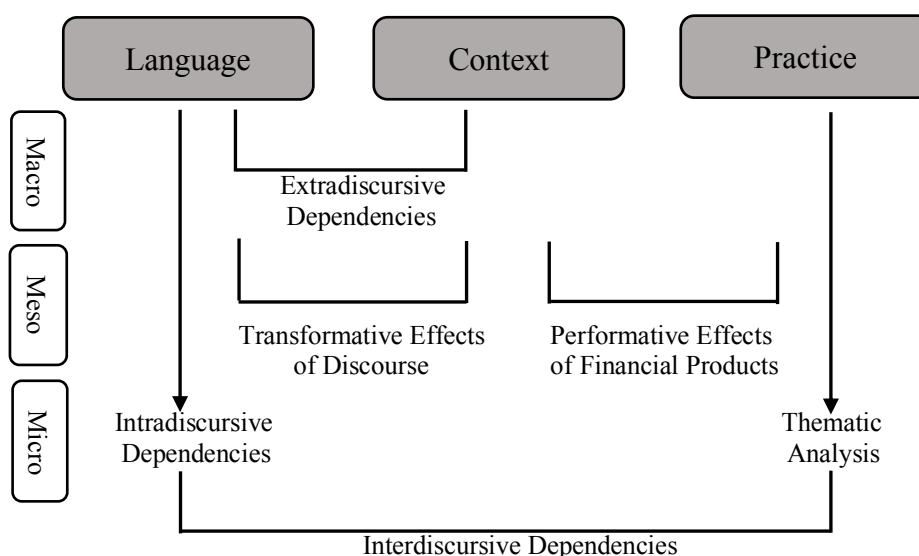 Language
Context
Practice
Macro
Extradiscursive
Dependencies
Meso
Transformative Effects
of Discourse
Performative Effects
of Financial Products
Micro
Intradiscursive
Dependencies
Thematic
Analysis
Interdiscursive Dependencies